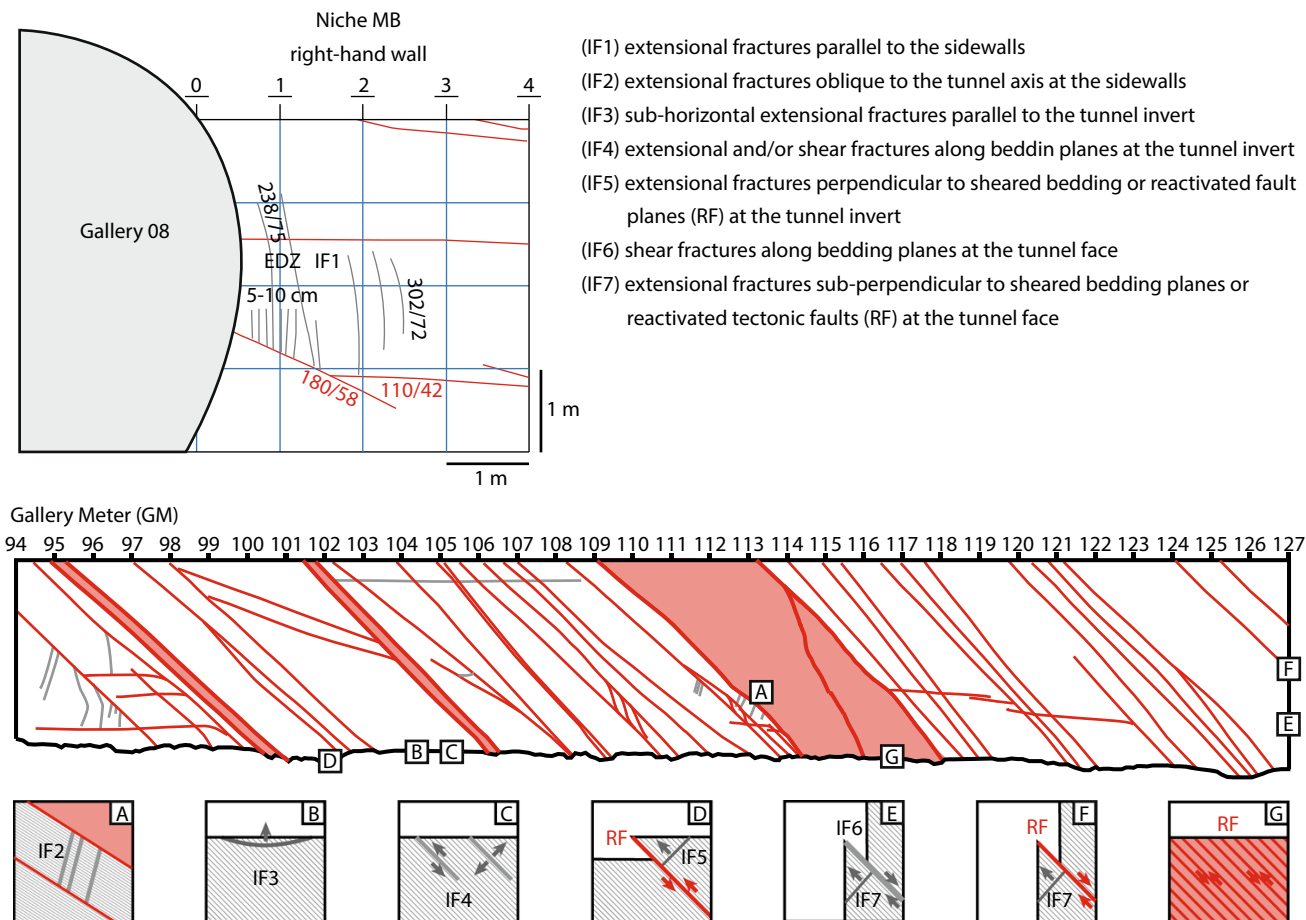 Niche MB
right-hand wall
0 1 2 3 4
Gallery 08
238/75
EDZ IF1
5-10 cm
302/72
180/58
110/42
1 m
1 m
(IF1) extensional fractures parallel to the sidewalls
(IF2) extensional fractures oblique to the tunnel axis at the sidewalls
(IF3) sub-horizontal extensional fractures parallel to the tunnel invert
(IF4) extensional and/or shear fractures along beddin planes at the tunnel invert
(IF5) extensional fractures perpendicular to sheared bedding or reactivated fault
planes (RF) at the tunnel invert
(IF6) shear fractures along bedding planes at the tunnel face
(IF7) extensional fractures sub-perpendicular to sheared bedding planes or
reactivated tectonic faults (RF) at the tunnel face
Gallery Meter (GM)
94 95 96 97 98 99 100 101 102 103 104 105 106 107 108 109 110 111 112 113 114 115 116 117 118 119 120 121 122 123 124 125 126 127
F
A
E
D B C G
A
IF2
B
IF3
C
IF4
D
RF
IF5
E
IF6
IF7
F
RF
IF7
G
RF